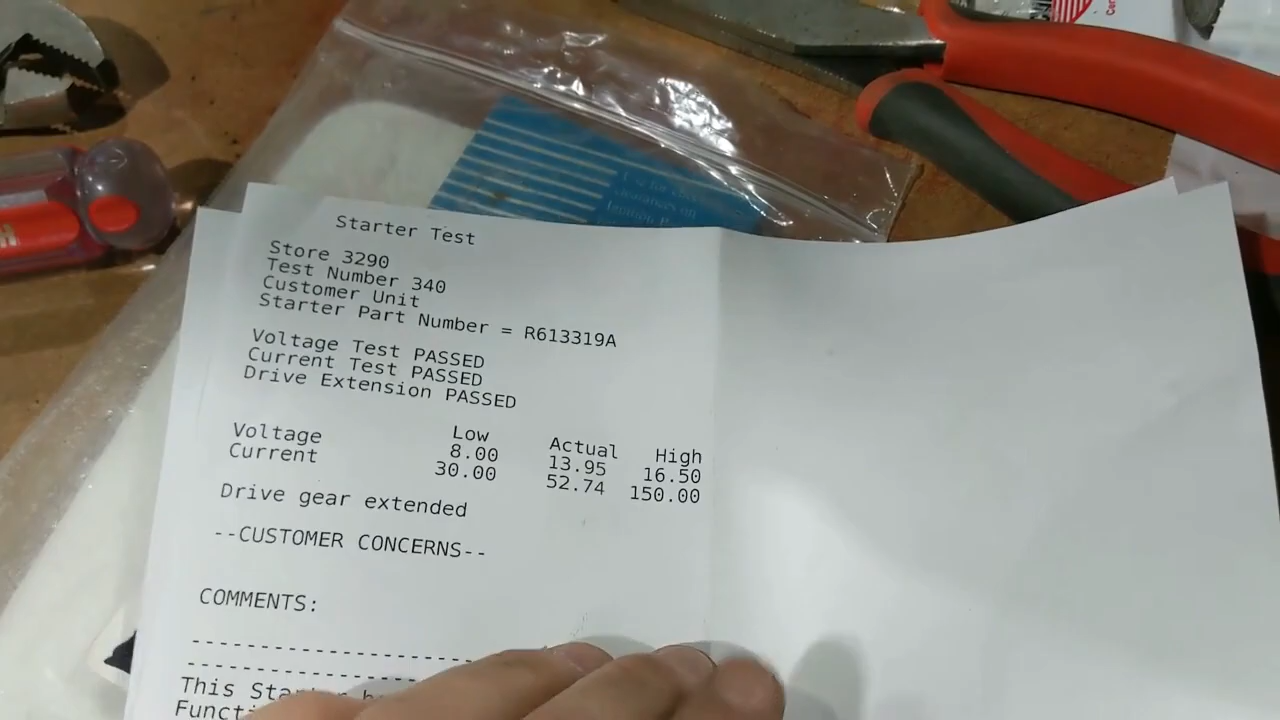 Starter Test
Store 3290
Test Number 340
Customer Unit
Starter Part Number = R613319A
Voltage Test PASSED
Current Test PASSED
Drive Extension PASSED
Low Actual High
Voltage 8.00 13.95 16.50
Current 30.00 52.74 150.00
Drive gear extended
--CUSTOMER CONCERNS--
COMMENTS:
This